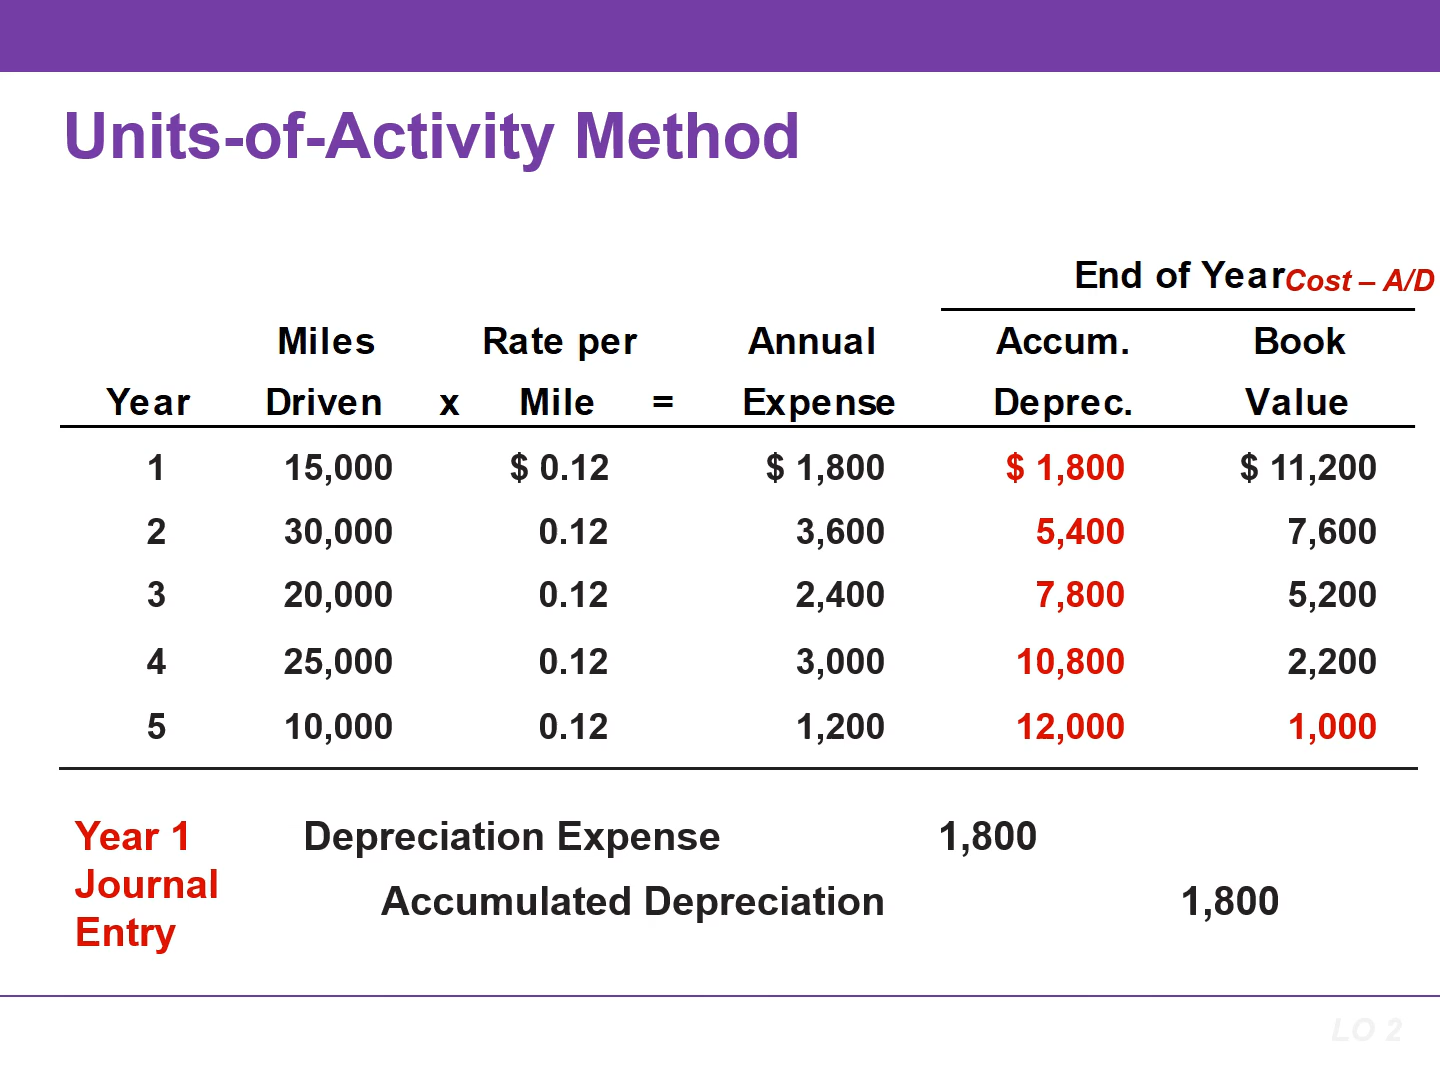 Units-of-Activity Method
End of Year Cost – A/D
Miles Rate per Annual Accum. Book
Year Driven x Mile = Expense Deprec. Value
1 15,000 $ 0.12 $ 1,800 $ 1,800 $ 11,200
2 30,000 0.12 3,600 5,400 7,600
3 20,000 0.12 2,400 7,800 5,200
4 25,000 0.12 3,000 10,800 2,200
5 10,000 0.12 1,200 12,000 1,000
Year 1 Depreciation Expense 1,800
Journal
Accumulated Depreciation 1,800
Entry
LO 2